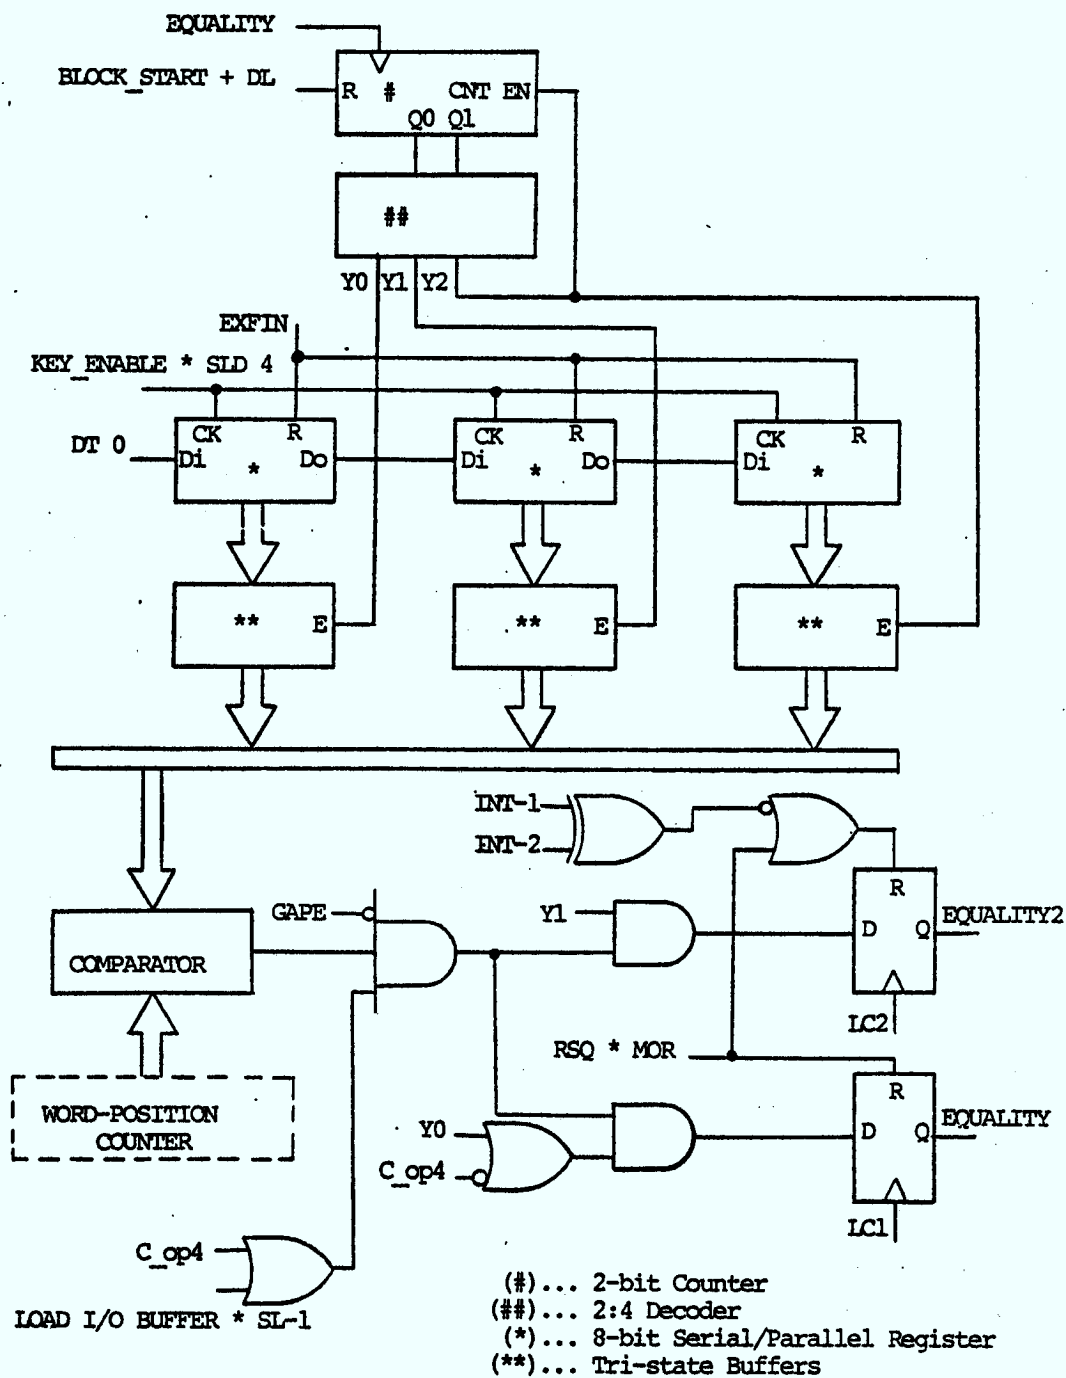 EQUALITY
BLOCK_START + DL
R # CNT EN
Q0 Q1
##
Y0 Y1 Y2
EXFIN
KEY_ENABLE * SLD 4
DT 0
CK R
Di * Do
CK R
Di * Do
CK R
Di *
** E
** E
** E
INT-1
ENT-2
R
GAPE
Y1
D Q
EQUALITY2
COMPARATOR
LC2
RSQ * MOR
R
WORD-POSITION
COUNTER
Y0
C_op4
D Q
EQUALITY
LC1
C_op4
LOAD I/O BUFFER * SL-1
(#)... 2-bit Counter
(##)... 2:4 Decoder
(*)... 8-bit Serial/Parallel Register
(**)... Tri-state Buffers